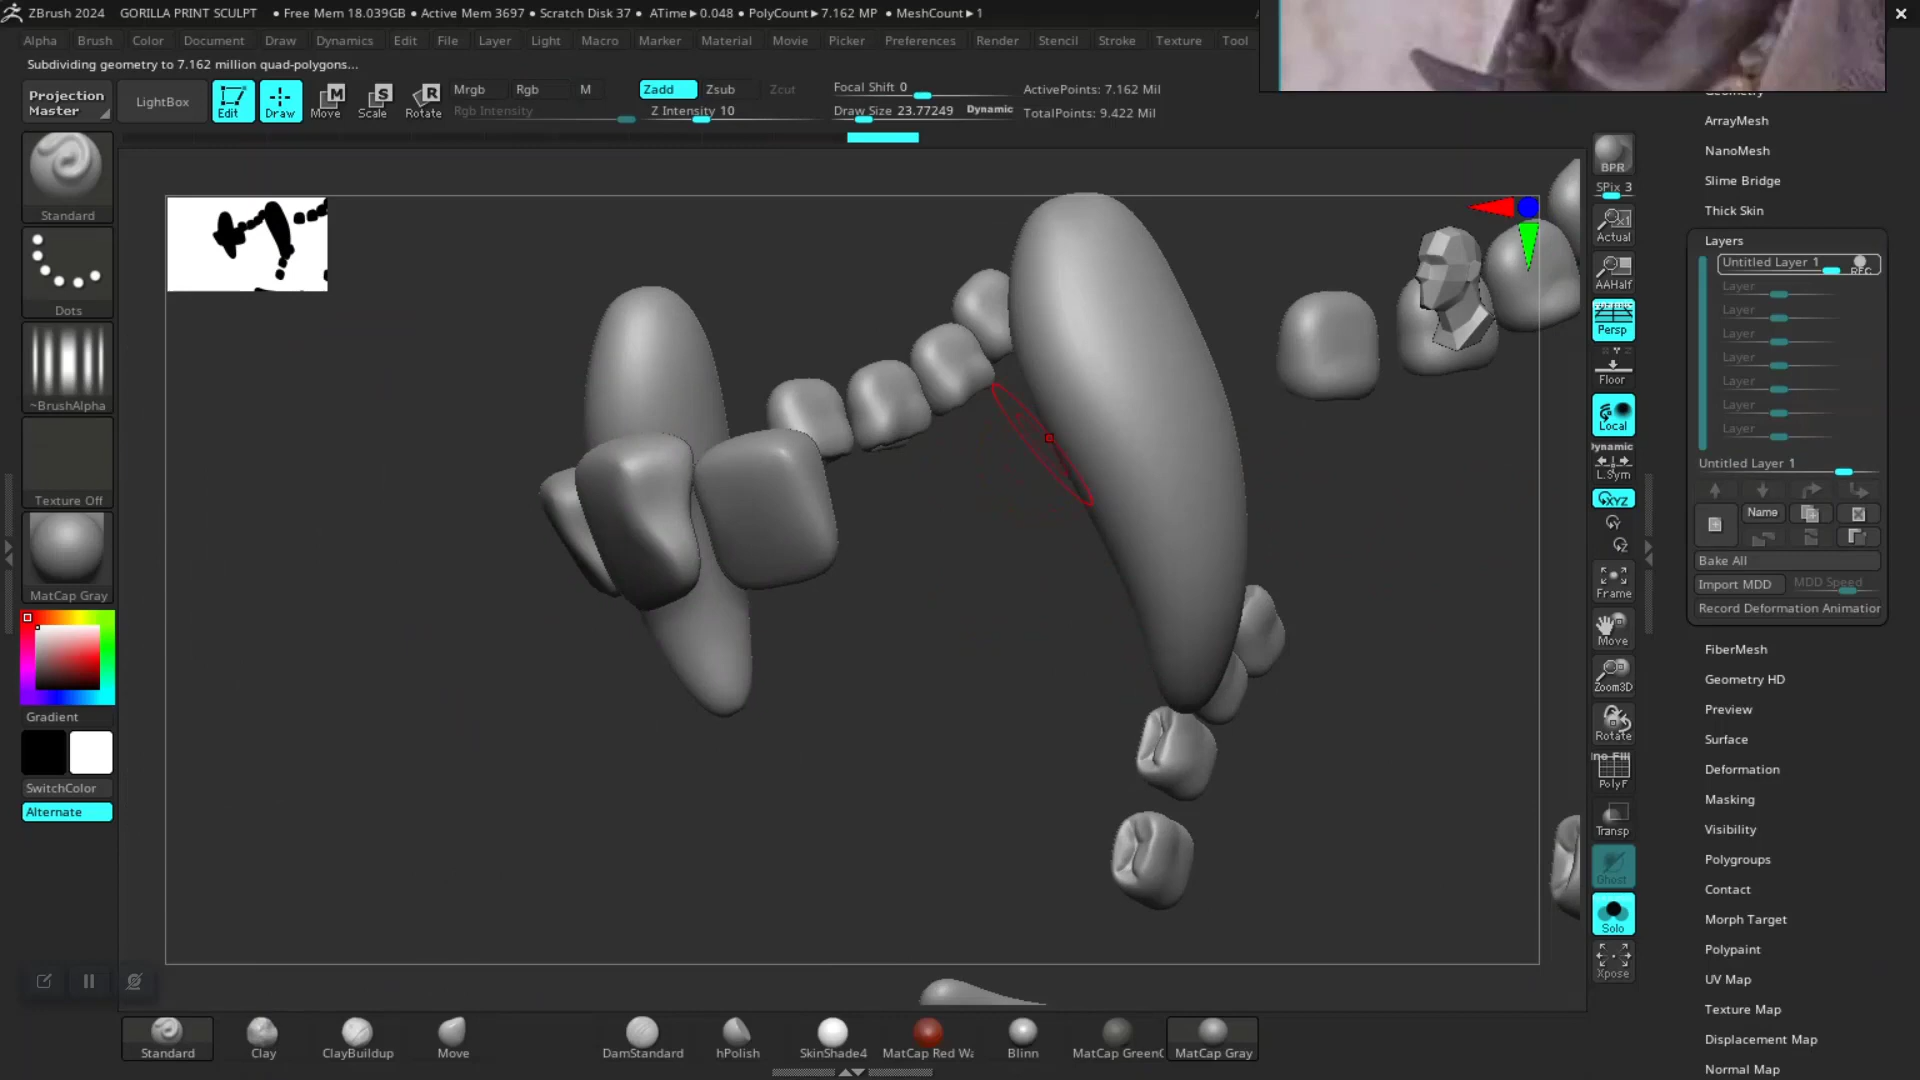 ZBrush 2024 GORILLA PRINT SCULPT • Free Mem 18.039GB • Active Mem 3697 • Scratch Disk 37 • ATime▸0.048 • PolyCount▸7.162 MP • MeshCount▸1
Alpha Brush Color Document Draw Dynamics Edit File Layer Light Macro Marker Material Movie Picker Preferences Render Stencil Stroke Texture Tool
Subdividing geometry to 7.162 million quad-polygons...
Projection Master
LightBox
Edit
Draw
Move
Scale
Rotate
Mrgb Rgb M
Rgb Intensity
Zadd Zsub Zcut
Z Intensity 10
Focal Shift 0
Draw Size 23.77249 Dynamic
ActivePoints: 7.162 Mil
TotalPoints: 9.422 Mil
Standard
Dots
~BrushAlpha
Texture Off
MatCap Gray
Gradient
SwitchColor
Alternate
BPR
SPix 3
Actual
AAHalf
Persp
Floor
Local
Dynamic
L.Sym
XYZ
Frame
Move
Zoom3D
Rotate
PolyF
Transp
Ghost
Solo
Xpose
Geometry
ArrayMesh
NanoMesh
Slime Bridge
Thick Skin
Layers
Untitled Layer 1 REC
Layer
Layer
Layer
Layer
Layer
Layer
Layer
Untitled Layer 1
Name
Bake All
Import MDD MDD Speed
Record Deformation Animation
FiberMesh
Geometry HD
Preview
Surface
Deformation
Masking
Visibility
Polygroups
Contact
Morph Target
Polypaint
UV Map
Texture Map
Displacement Map
Normal Map
Standard Clay ClayBuildup Move DamStandard hPolish SkinShade4 MatCap Red Wa Blinn MatCap GreenC MatCap Gray